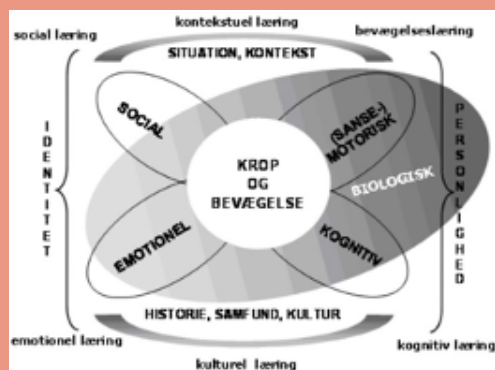 kontekstuel læring
social læring
bevægelseslæring
SITUATION, KONTEKST
SOCIAL
(SANSE-)
MOTORISK
IDENTITET
KROP
OG
BEVÆGELSE
BIOLOGISK
PERSONLIGHED
EMOTIONEL
KOGNITIV
HISTORIE, SAMFUND, KULTUR
emotionel læring
kognitiv læring
kulturel læring